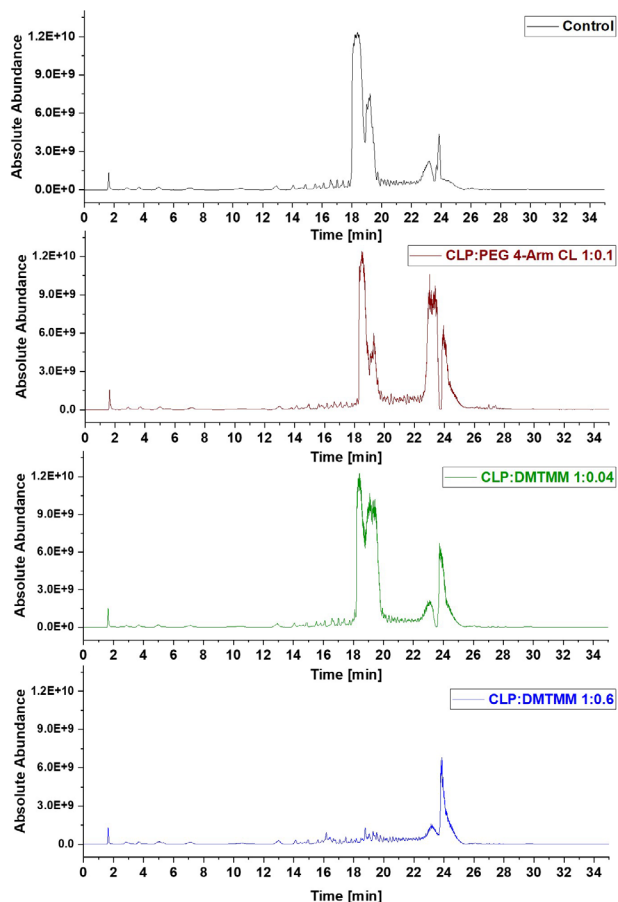 Control
Absolute Abundance
1.2E+10
9.0E+9
6.0E+9
3.0E+9
0.0E+0
0 2 4 6 8 10 12 14 16 18 20 22 24 26 28 30 32 34
Time [min]
CLP:PEG 4-Arm CL 1:0.1
Absolute Abundance
1.2E+10
9.0E+9
6.0E+9
3.0E+9
0.0
0 2 4 6 8 10 12 14 16 18 20 22 24 26 28 30 32 34
Time [min]
CLP:DMTMM 1:0.04
Absolute Abundance
1.2E+10
9.0E+9
6.0E+9
3.0E+9
0.0
0 2 4 6 8 10 12 14 16 18 20 22 24 26 28 30 32 34
Time [min]
CLP:DMTMM 1:0.6
Absolute Abundance
1.2E+10
9.0E+9
6.0E+9
3.0E+9
0.0
0 2 4 6 8 10 12 14 16 18 20 22 24 26 28 30 32 34
Time [min]